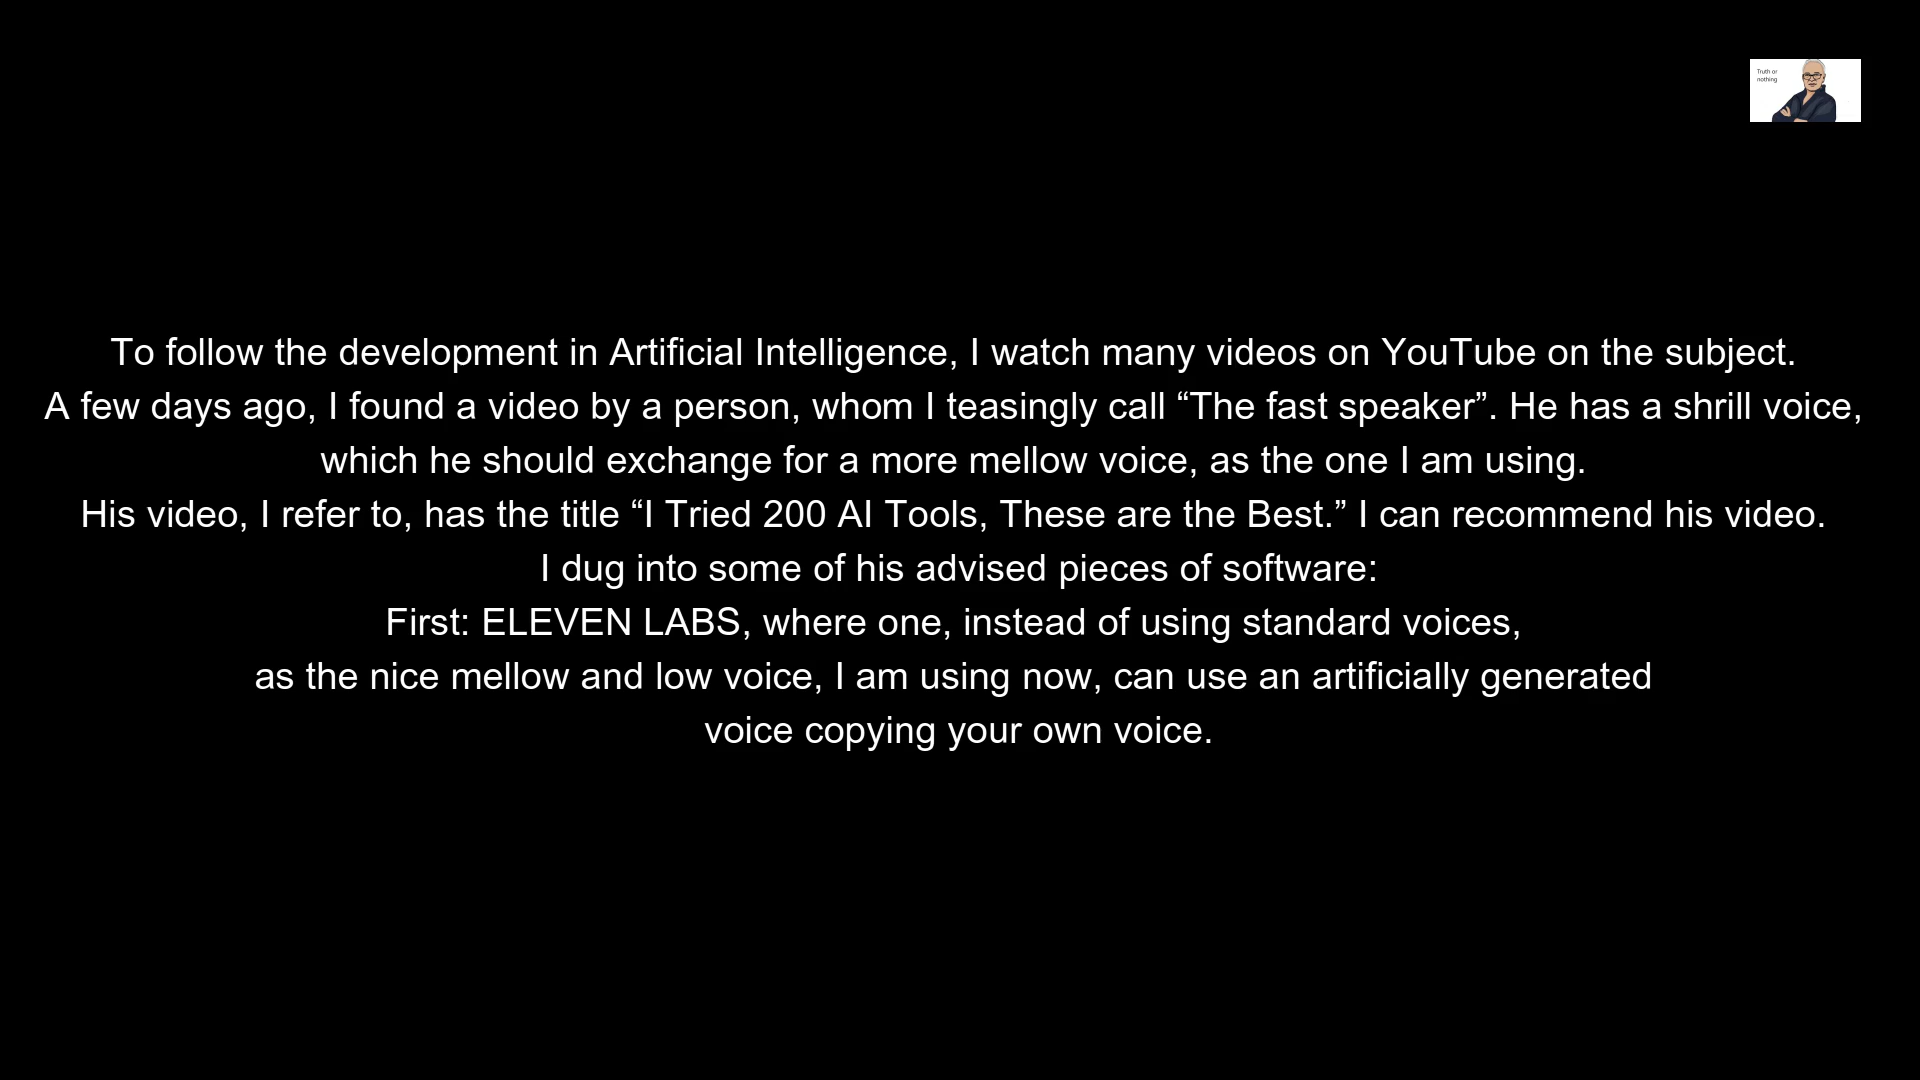 Truth or
nothing
To follow the development in Artificial Intelligence, I watch many videos on YouTube on the subject.
A few days ago, I found a video by a person, whom I teasingly call “The fast speaker”. He has a shrill voice,
which he should exchange for a more mellow voice, as the one I am using.
His video, I refer to, has the title “I Tried 200 AI Tools, These are the Best.” I can recommend his video.
I dug into some of his advised pieces of software:
First: ELEVEN LABS, where one, instead of using standard voices,
as the nice mellow and low voice, I am using now, can use an artificially generated
voice copying your own voice.